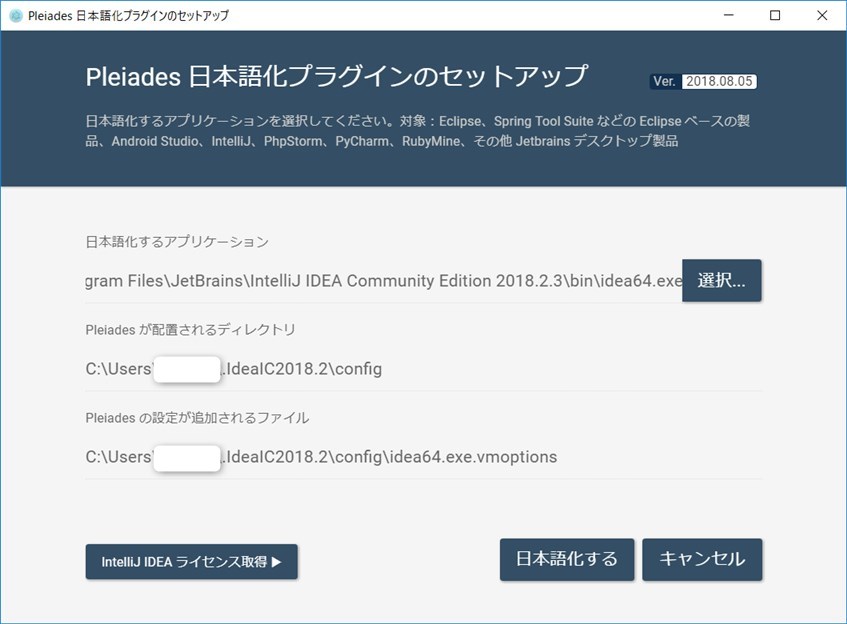 Pleiades 日本語化プラグインのセットアップ
Pleiades 日本語化プラグインのセットアップ
Ver. 2018.08.05
日本語化するアプリケーションを選択してください。対象：Eclipse、Spring Tool Suite などの Eclipse ベースの製
品、Android Studio、IntelliJ、PhpStorm、PyCharm、RubyMine、その他 Jetbrains デスクトップ製品
日本語化するアプリケーション
gram Files\JetBrains\IntelliJ IDEA Community Edition 2018.2.3\bin\idea64.exe 選択...
Pleiades が配置されるディレクトリ
C:\Users .IdeaIC2018.2\config
Pleiades の設定が追加されるファイル
C:\Users .IdeaIC2018.2\config\idea64.exe.vmoptions
IntelliJ IDEA ライセンス取得 ▶ 日本語化する キャンセル